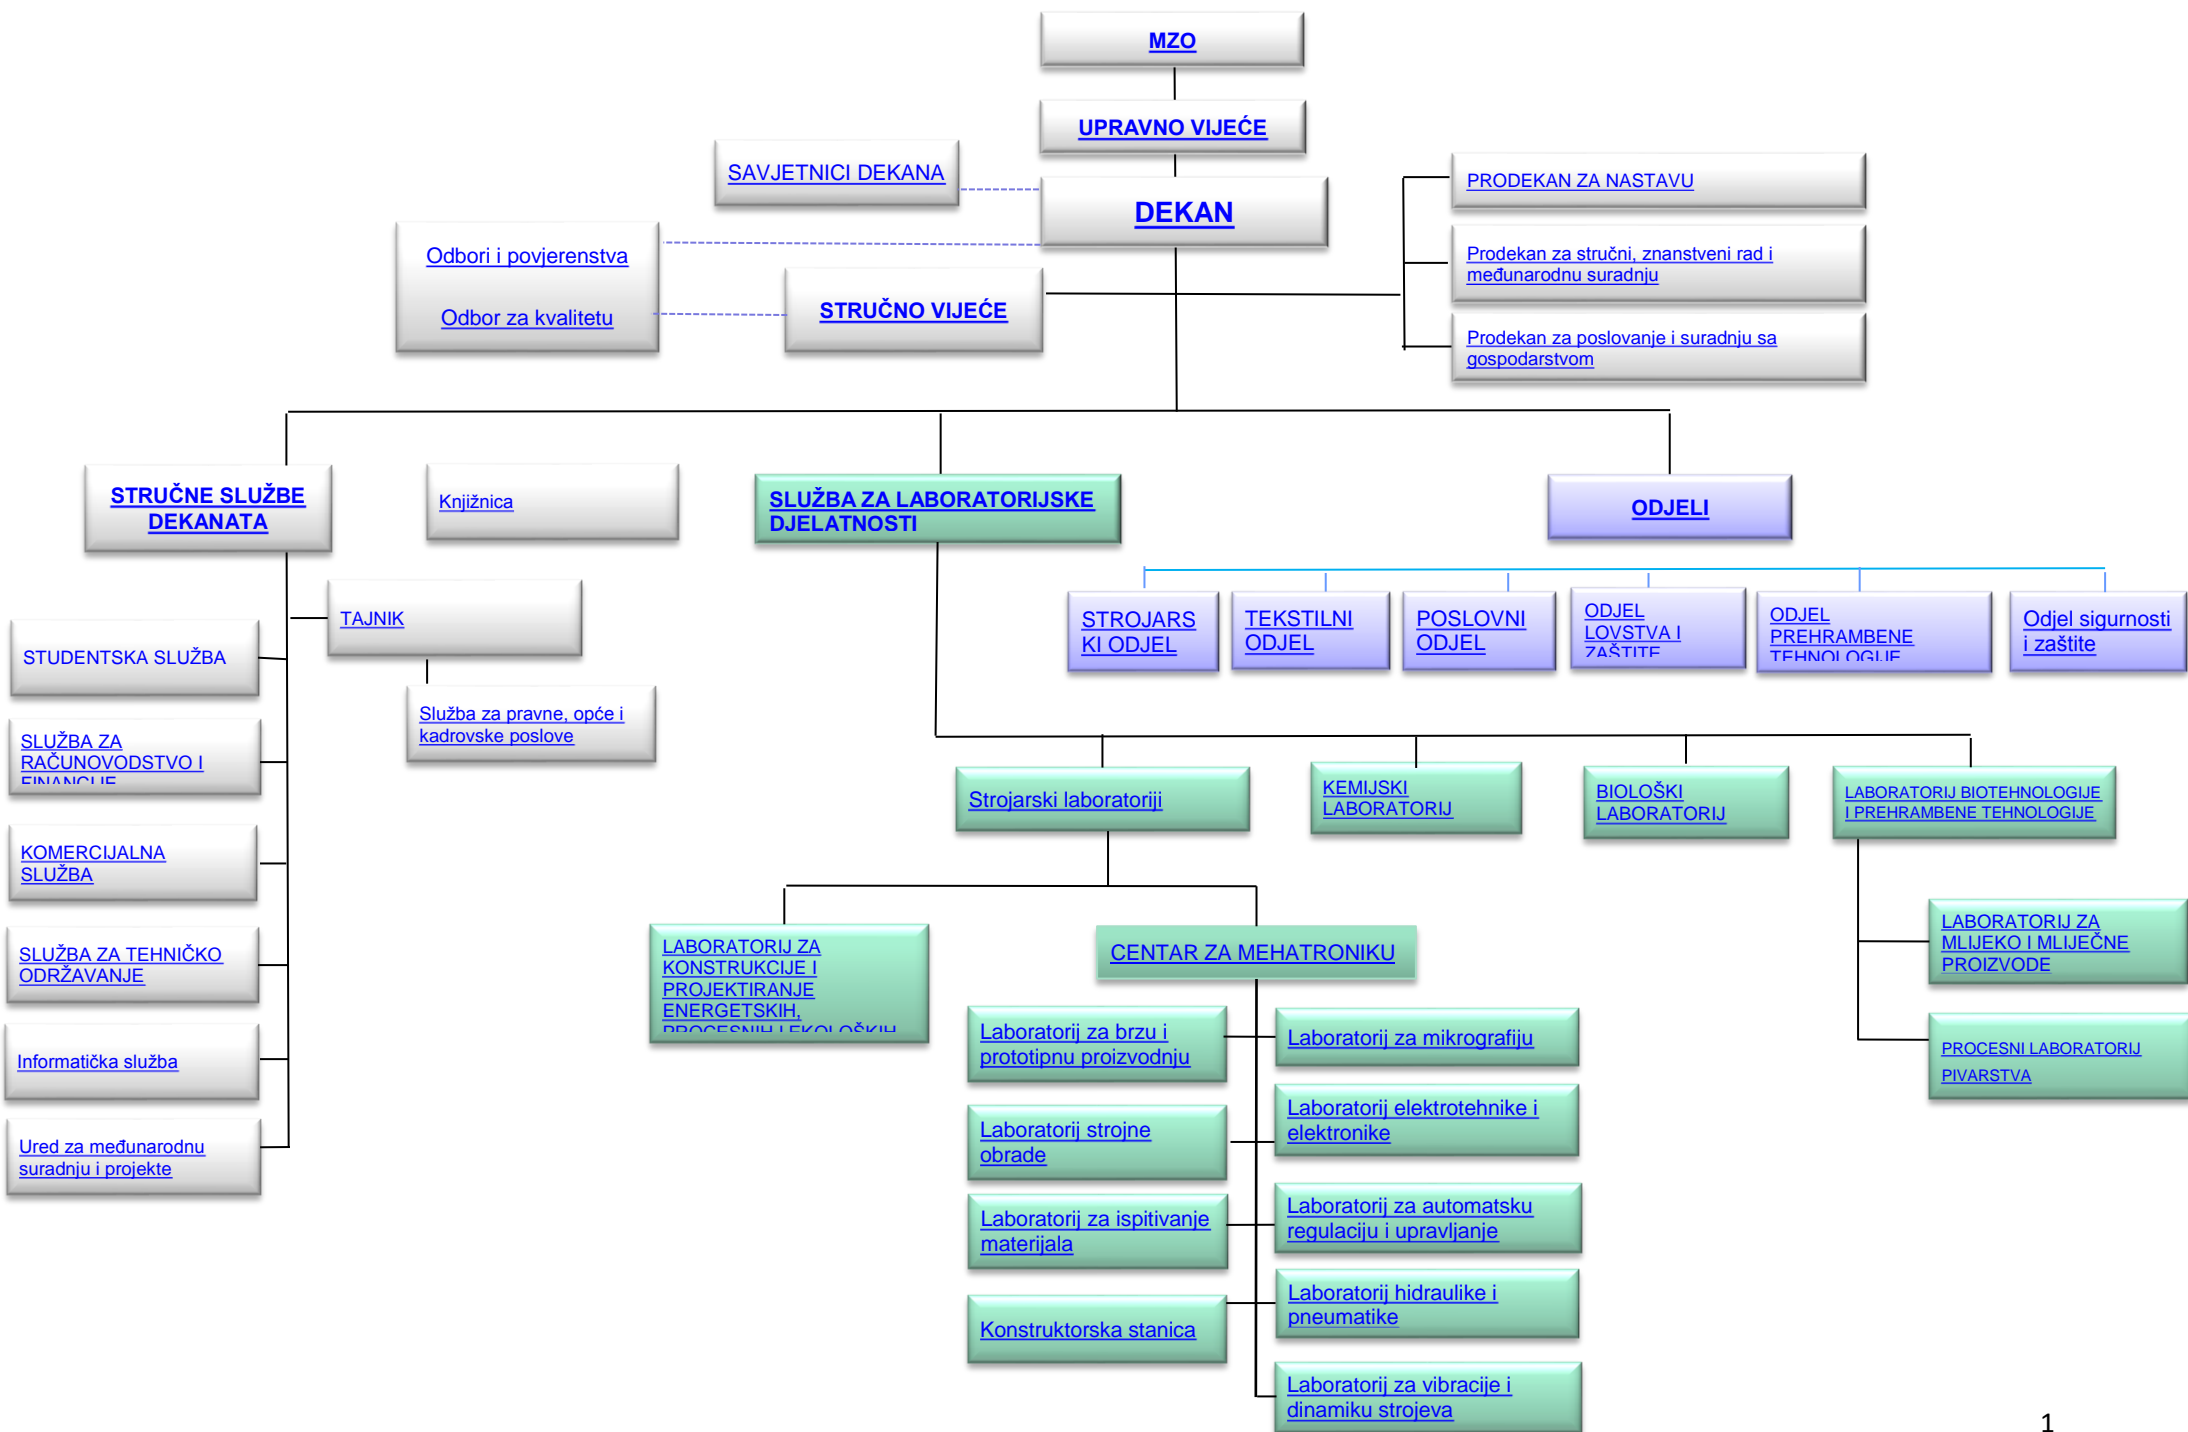 MZO
UPRAVNO VIJEĆE
SAVJETNICI DEKANA
DEKAN
PRODEKAN ZA NASTAVU
Odbori i povjerenstva
Odbor za kvalitetu
STRUČNO VIJEĆE
Prodekan za stručni, znanstveni rad i
međunarodnu suradnju
Prodekan za poslovanje i suradnju sa
gospodarstvom
STRUČNE SLUŽBE
DEKANATA
Knjižnica
SLUŽBA ZA LABORATORIJSKE
DJELATNOSTI
ODJELI
TAJNIK
Služba za pravne, opće i
kadrovske poslove
STUDENTSKA SLUŽBA
SLUŽBA ZA
RAČUNOVODSTVO I
FINANCIJE
KOMERCIJALNA
SLUŽBA
SLUŽBA ZA TEHNIČKO
ODRŽAVANJE
Informatička služba
Ured za međunarodnu
suradnju i projekte
STROJARS
KI ODJEL
TEKSTILNI
ODJEL
POSLOVNI
ODJEL
ODJEL
LOVSTVA I
ZAŠTITE
ODJEL
PREHRAMBENE
TEHNOLOGIJE
Odjel sigurnosti
i zaštite
Strojarski laboratoriji
KEMIJSKI
LABORATORIJ
BIOLOŠKI
LABORATORIJ
LABORATORIJ BIOTEHNOLOGIJE
I PREHRAMBENE TEHNOLOGIJE
LABORATORIJ ZA
KONSTRUKCIJE I
PROJEKTIRANJE
ENERGETSKIH,
PROCESNIH I EKOLOŠKIH
CENTAR ZA MEHATRONIKU
LABORATORIJ ZA
MLIJEKO I MLIJEČNE
PROIZVODE
PROCESNI LABORATORIJ
PIVARSTVA
Laboratorij za brzu i
prototipnu proizvodnju
Laboratorij za mikrografiju
Laboratorij strojne
obrade
Laboratorij elektrotehnike i
elektronike
Laboratorij za ispitivanje
materijala
Laboratorij za automatsku
regulaciju i upravljanje
Konstruktorska stanica
Laboratorij hidraulike i
pneumatike
Laboratorij za vibracije i
dinamiku strojeva
1